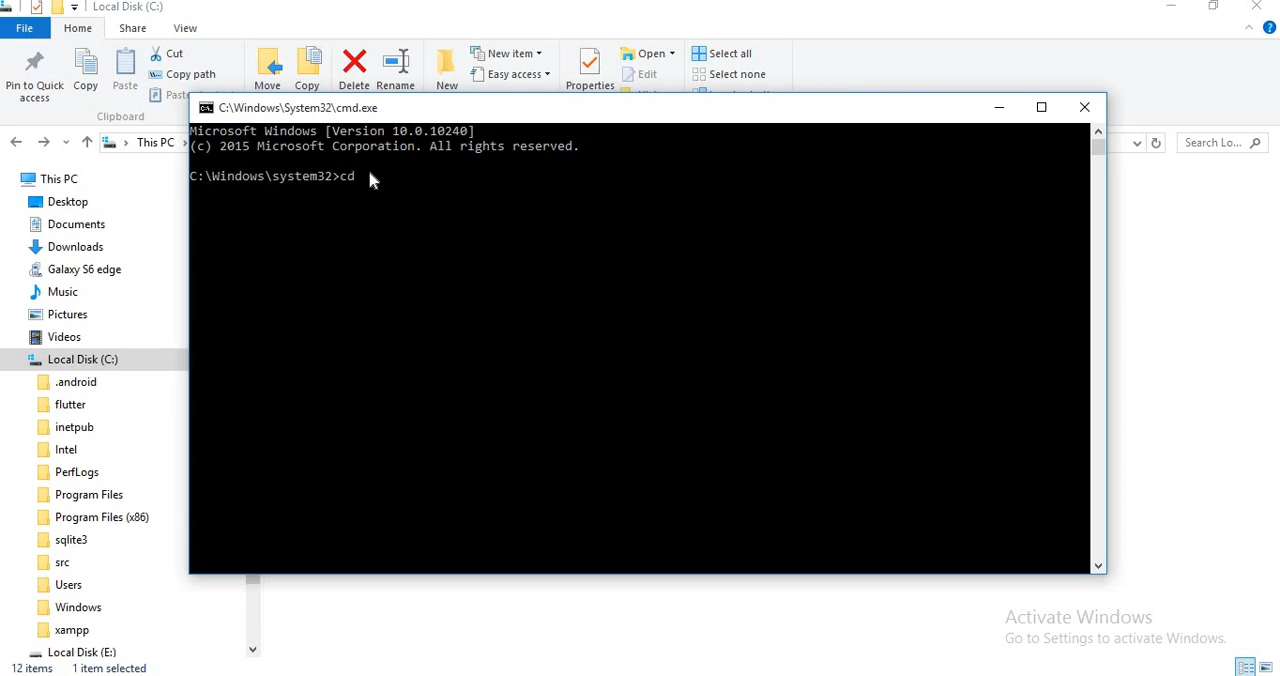 Local Disk (C:)
File Home Share View
Pin to Quick access
Copy
Paste
Cut
Copy path
Clipboard
Move
Copy
Delete
Rename
New
New item
Easy access
Properties
Open
Edit
Select all
Select none
C:\Windows\System32\cmd.exe
This PC
Search Lo...
Microsoft Windows [Version 10.0.10240]
(c) 2015 Microsoft Corporation. All rights reserved.
C:\Windows\system32>cd
This PC
Desktop
Documents
Downloads
Galaxy S6 edge
Music
Pictures
Videos
Local Disk (C:)
.android
flutter
inetpub
Intel
PerfLogs
Program Files
Program Files (x86)
sqlite3
src
Users
Windows
xampp
Local Disk (E:)
Activate Windows
Go to Settings to activate Windows.
12 items 1 item selected